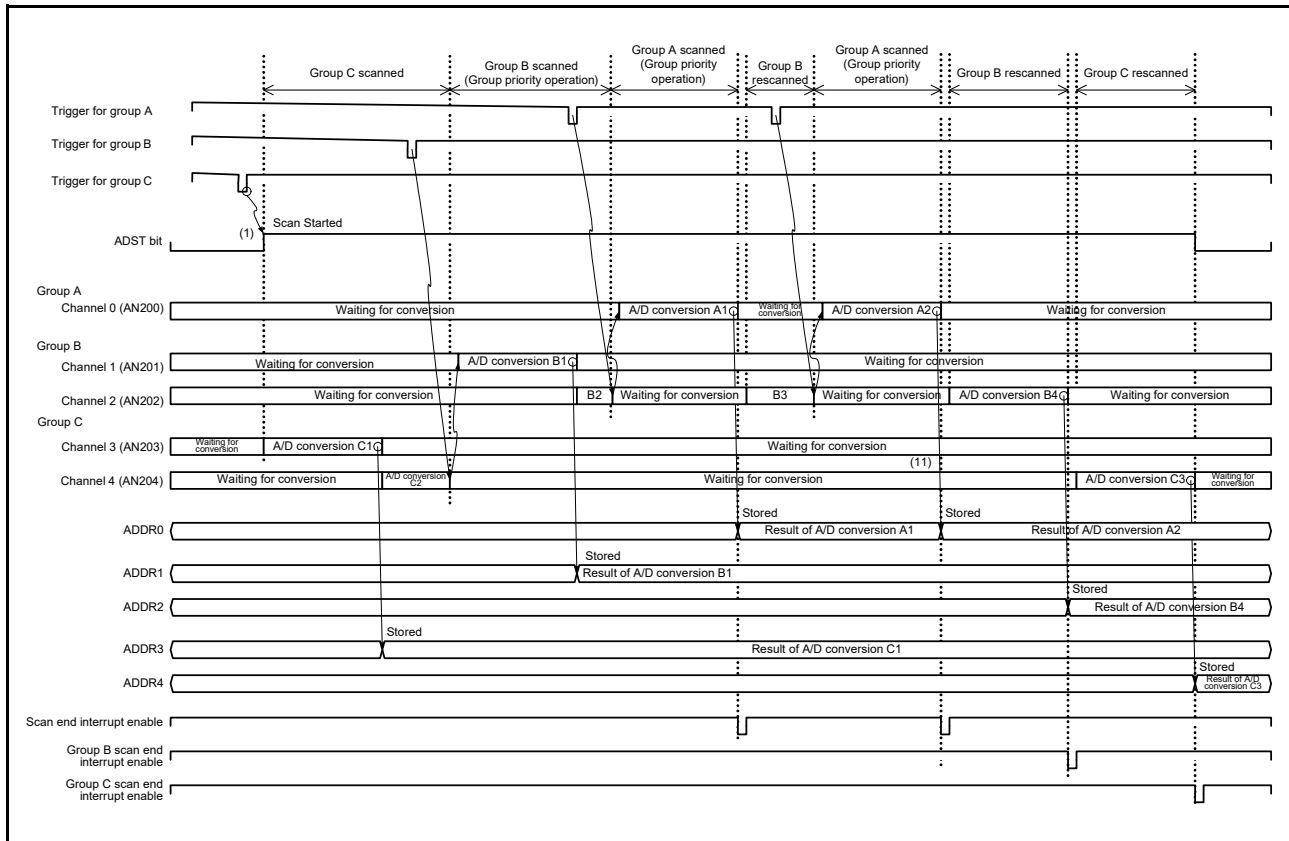 Group C scanned
Group B scanned
(Group priority operation)
Group A scanned
(Group priority
operation)
Group B
rescanned
Group A scanned
(Group priority
operation)
Group B rescanned
Group C rescanned
Trigger for group A
Trigger for group B
Trigger for group C
(1)
Scan Started
ADST bit
Group A
Channel 0 (AN200)
Waiting for conversion
A/D conversion A1
Waiting for
conversion
A/D conversion A2
Waiting for conversion
Group B
Channel 1 (AN201)
Waiting for conversion
A/D conversion B1
Waiting for conversion
Channel 2 (AN202)
Waiting for conversion
B2
Waiting for conversion
B3
Waiting for conversion
A/D conversion B4
Waiting for conversion
Group C
Channel 3 (AN203)
Waiting for
conversion
A/D conversion C1
Waiting for conversion
(11)
Channel 4 (AN204)
Waiting for conversion
A/D conversion
C2
Waiting for conversion
A/D conversion C3
Waiting for
conversion
ADDR0
Stored
Result of A/D conversion A1
Stored
Result of A/D conversion A2
ADDR1
Stored
Result of A/D conversion B1
ADDR2
Stored
Result of A/D conversion B4
ADDR3
Stored
Result of A/D conversion C1
ADDR4
Stored
Result of A/D
conversion C3
Scan end interrupt enable
Group B scan end
interrupt enable
Group C scan end
interrupt enable